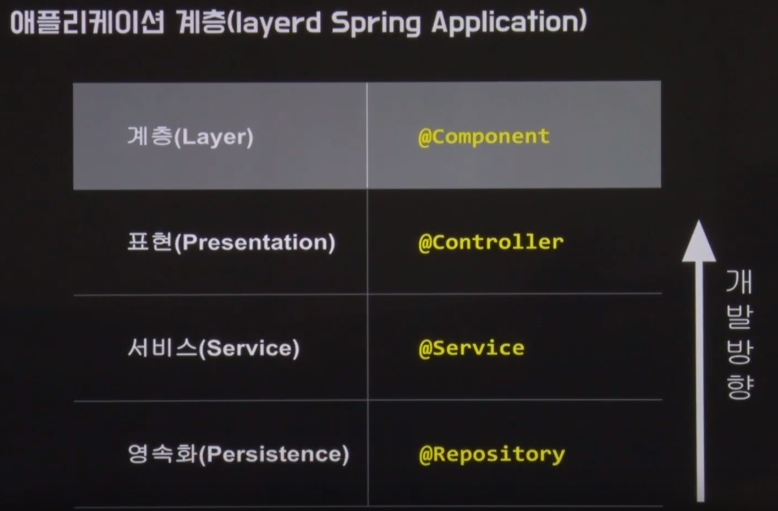 애플리케이션 계층(layerd Spring Application)
계층(Layer) @Component
표현(Presentation) @Controller
서비스(Service) @Service
영속화(Persistence) @Repository
개발방향